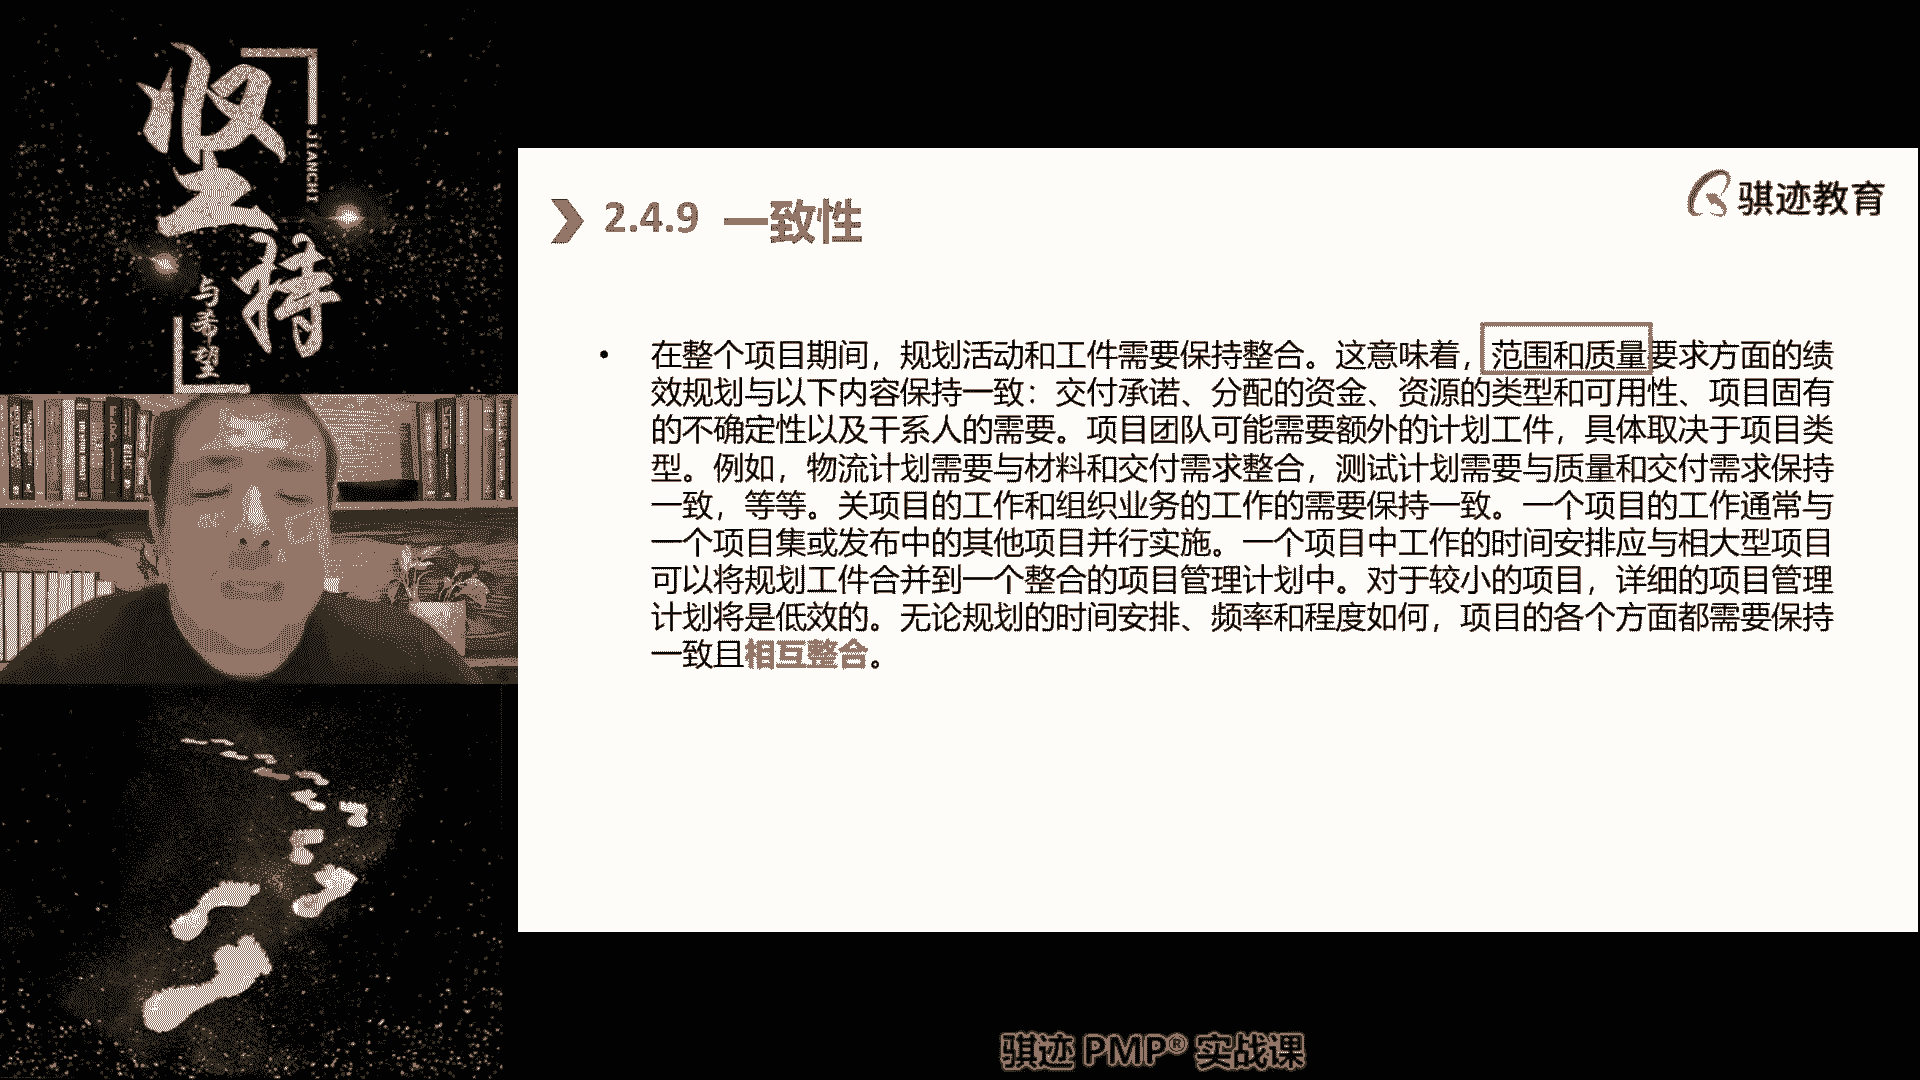 坚持
JIANCHI
与希望
骐迹教育
2.4.9 一致性
• 在整个项目期间，规划活动和工件需要保持整合。这意味着，范围和质量要求方面的绩
效规划与以下内容保持一致：交付承诺、分配的资金、资源的类型和可用性、项目固有
的不确定性以及干系人的需要。项目团队可能需要额外的计划工件，具体取决于项目类
型。例如，物流计划需要与材料和交付需求整合，测试计划需要与质量和交付需求保持
一致，等等。关项目的工作和组织业务的工作的需要保持一致。一个项目的工作通常与
一个项目集或发布中的其他项目并行实施。一个项目中工作的时间安排应与相大型项目
可以将规划工件合并到一个整合的项目管理计划中。对于较小的项目，详细的项目管理
计划将是低效的。无论规划的时间安排、频率和程度如何，项目的各个方面都需要保持
一致且相互整合。
骐迹 PMP® 实战课